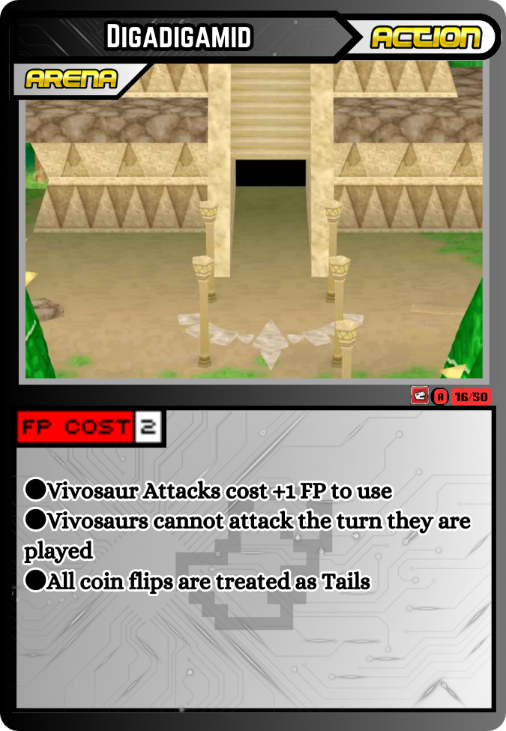 DIGADIGAMID
ACTION
ARENA
A 16/50
FP COST 2
●Vivosaur Attacks cost +1 FP to use
●Vivosaurs cannot attack the turn they are
played
●All coin flips are treated as Tails